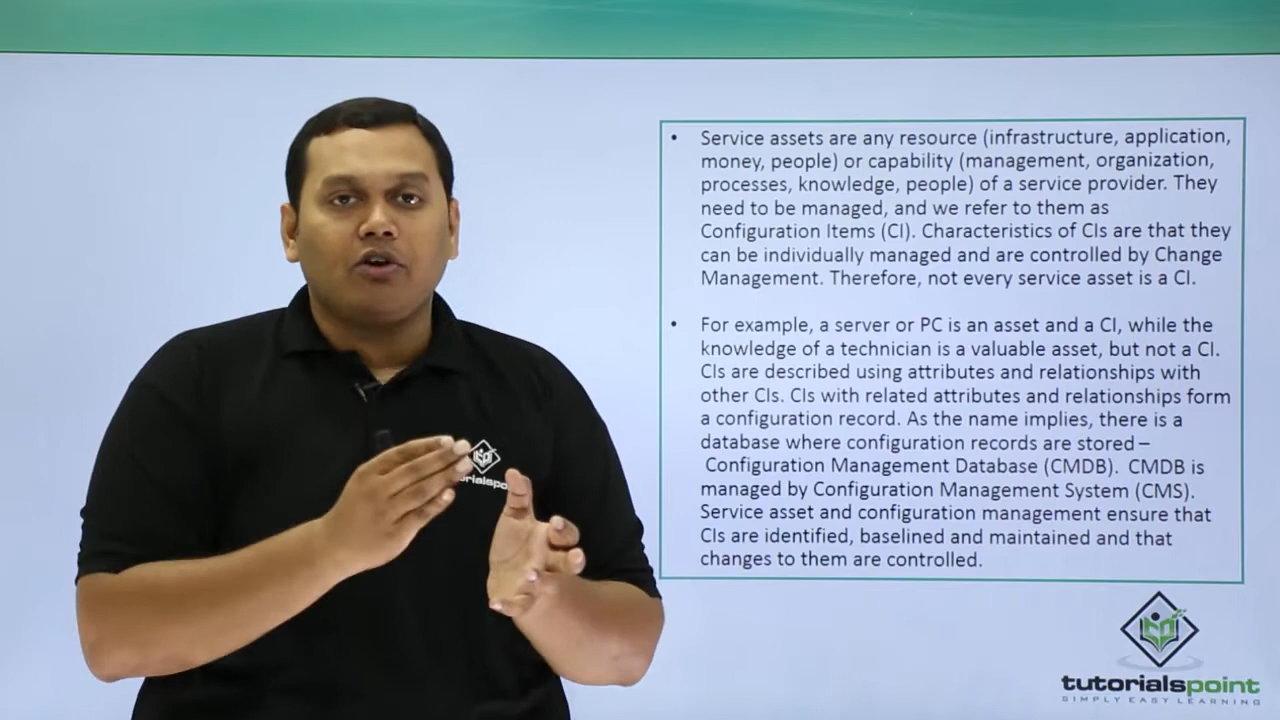 Service assets are any resource (infrastructure, application,
money, people) or capability (management, organization,
processes, knowledge, people) of a service provider. They
need to be managed, and we refer to them as
Configuration Items (CI). Characteristics of CIs are that they
can be individually managed and are controlled by Change
Management. Therefore, not every service asset is a CI.
For example, a server or PC is an asset and a CI, while the
knowledge of a technician is a valuable asset, but not a CI.
CIs are described using attributes and relationships with
other CIs. CIs with related attributes and relationships form
a configuration record. As the name implies, there is a
database where configuration records are stored –
Configuration Management Database (CMDB). CMDB is
managed by Configuration Management System (CMS).
Service asset and configuration management ensure that
CIs are identified, baselined and maintained and that
changes to them are controlled.
tutorialspoint
SIMPLY EASY LEARNING